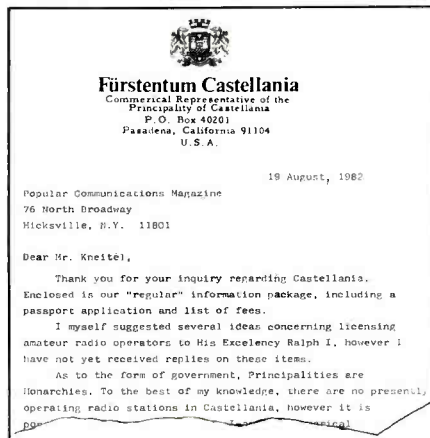 Fürstentum Castellania
Commerical Representative of the
Principality of Castellania
P.O. Box 40201
Pasadena, California 91104
U.S.A.
19 August, 1982
Popular Communications Magazine
76 North Broadway
Hicksville, N.Y. 11801
Dear Mr. Kneitel,
Thank you for your inquiry regarding Castellania.
Enclosed is our "regular" information package, including a
passport application and list of fees.
I myself suggested several ideas concerning licensing
amateur radio operators to His Excelency Ralph I, however I
have not yet received replies on these items.
As to the form of government, Principalities are
Monarchies. To the best of my knowledge, there are no presently
operating radio stations in Castellania, however it is